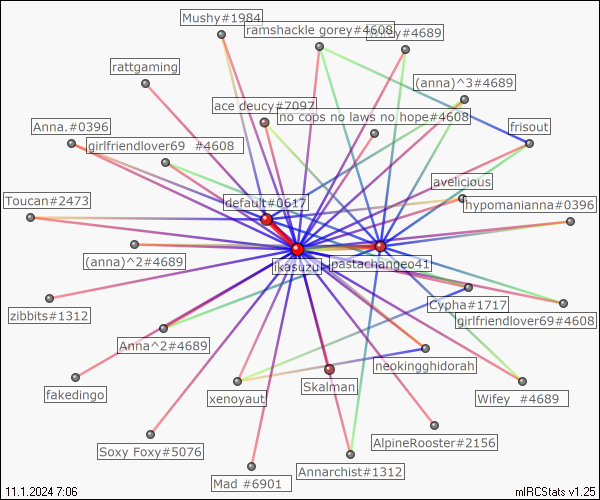 Mushy#1984
ramshackle gorey#4608
#4689
rattgaming
(anna)^3#4689
ace deucy#7097
no cops no laws no hope#4608
Anna.#0396
frisout
girlfriendlover69 #4608
avelicious
Toucan#2473
ldefault#0617
hypomanianna#0396
(anna)^2#4689
ikasuzuk
pastachangeo41
Cypha#1717
zibbits#1312
girlfriendlover69#4608
Anna^2#4689
neokingghidorah
fakedingo
xenoyaut
Skalman
Wifey #4689
AlpineRooster#2156
Soxy Foxy#5076
Annarchist#1312
Mad #6901
11.1.2024 7:06
mIRCStats v1.25